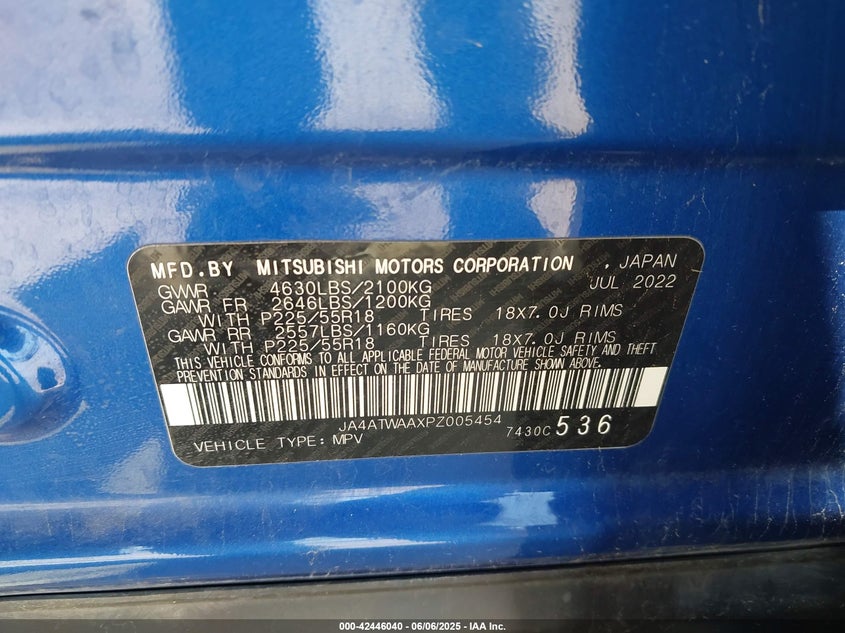 MFD.BY MITSUBISHI MOTORS CORPORATION , JAPAN
GVWR 4630LBS/2100KG JUL 2022
GAWR FR 2646LBS/1200KG
WITH P225/55R18 TIRES 18X7.0J RIMS
GAWR RR 2557LBS/1160KG
WITH P225/55R18 TIRES 18X7.0J RIMS
THIS VEHICLE CONFORMS TO ALL APPLICABLE FEDERAL MOTOR VEHICLE SAFETY AND THEFT
PREVENTION STANDARDS IN EFFECT ON THE DATE OF MANUFACTURE SHOWN ABOVE.
JA4ATWAAXPZ005454
VEHICLE TYPE: MPV 7430C 536
000-42446040 - 06/06/2025 - IAA Inc.